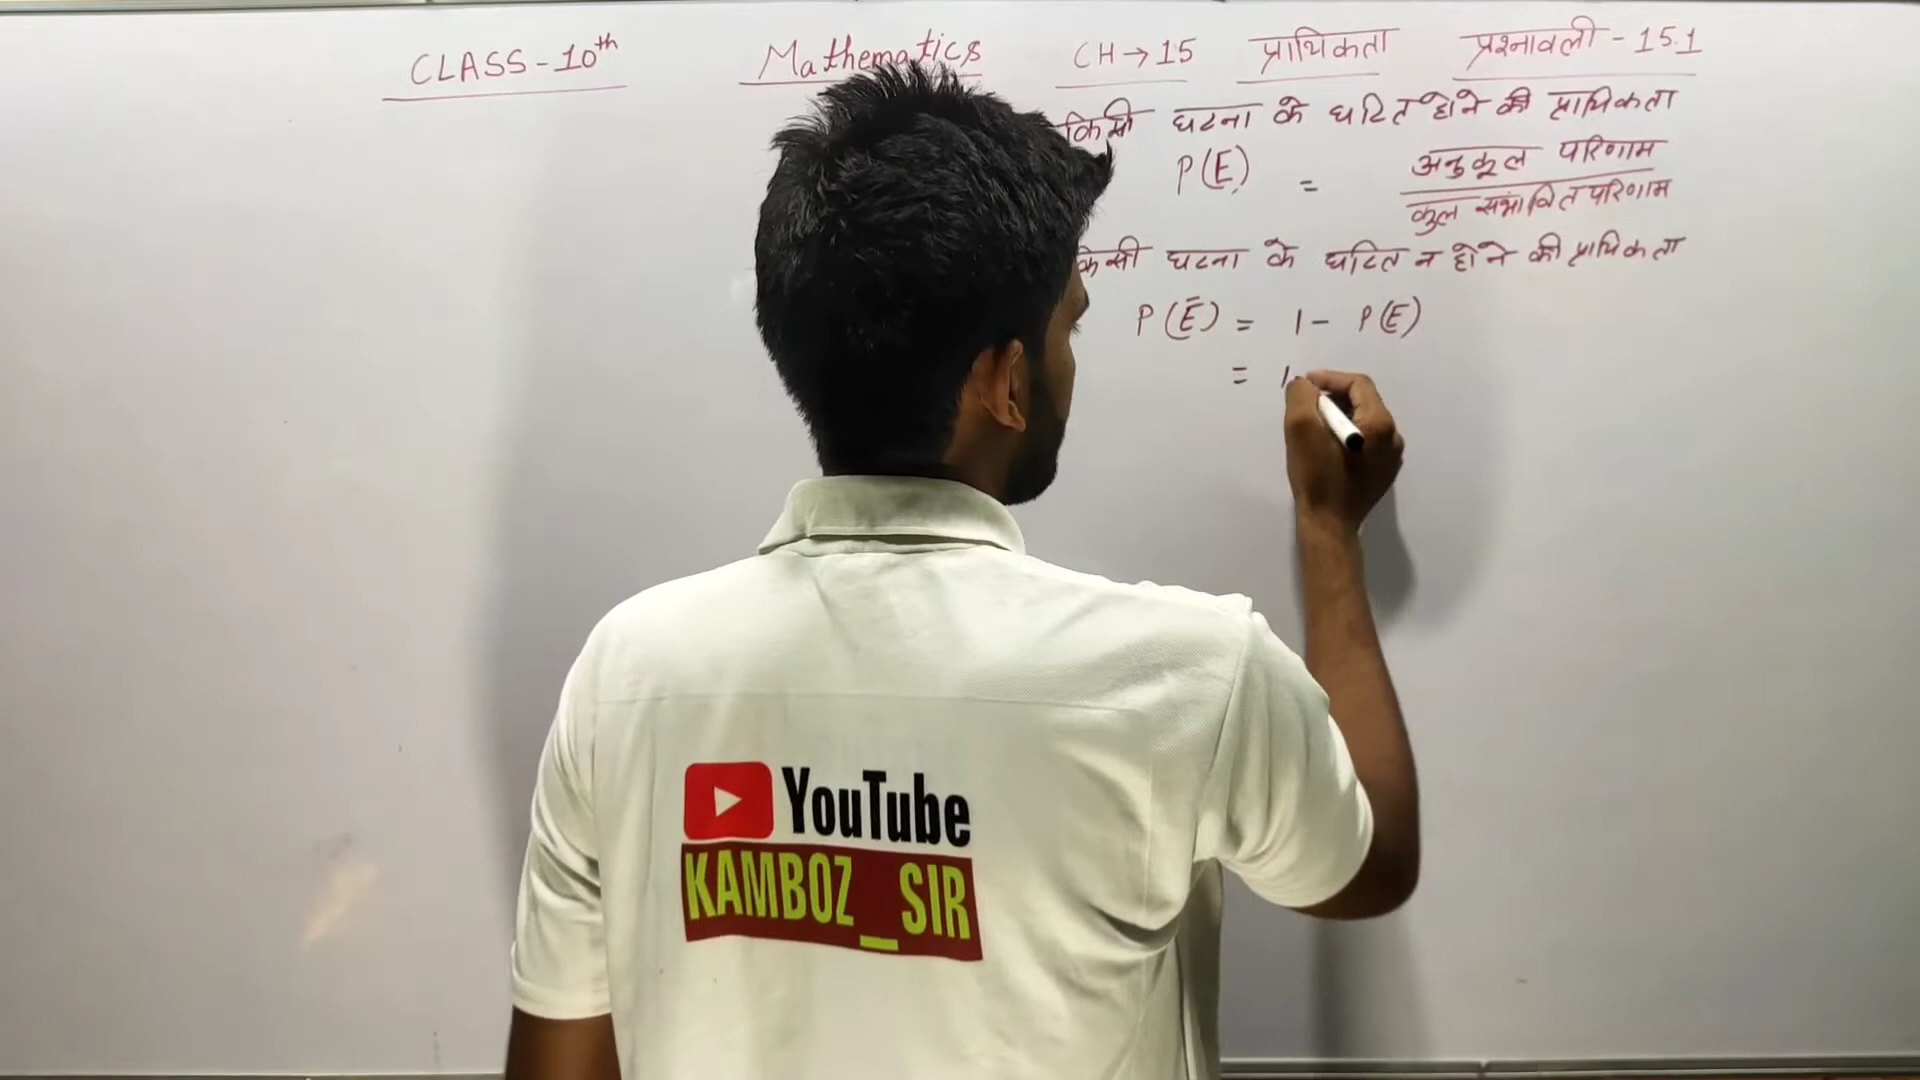 CLASS - 10th Mathematics CH → 15 प्रायिकता प्रश्नावली - 15.1
किसी घटना के घटित होने की प्रायिकता
P(E) = अनुकूल परिणाम
कुल संभावित परिणाम
किसी घटना के घटित न होने की प्रायिकता
P(Ē) = 1 - P(E)
= 1-
YouTube
KAMBOZ_SIR